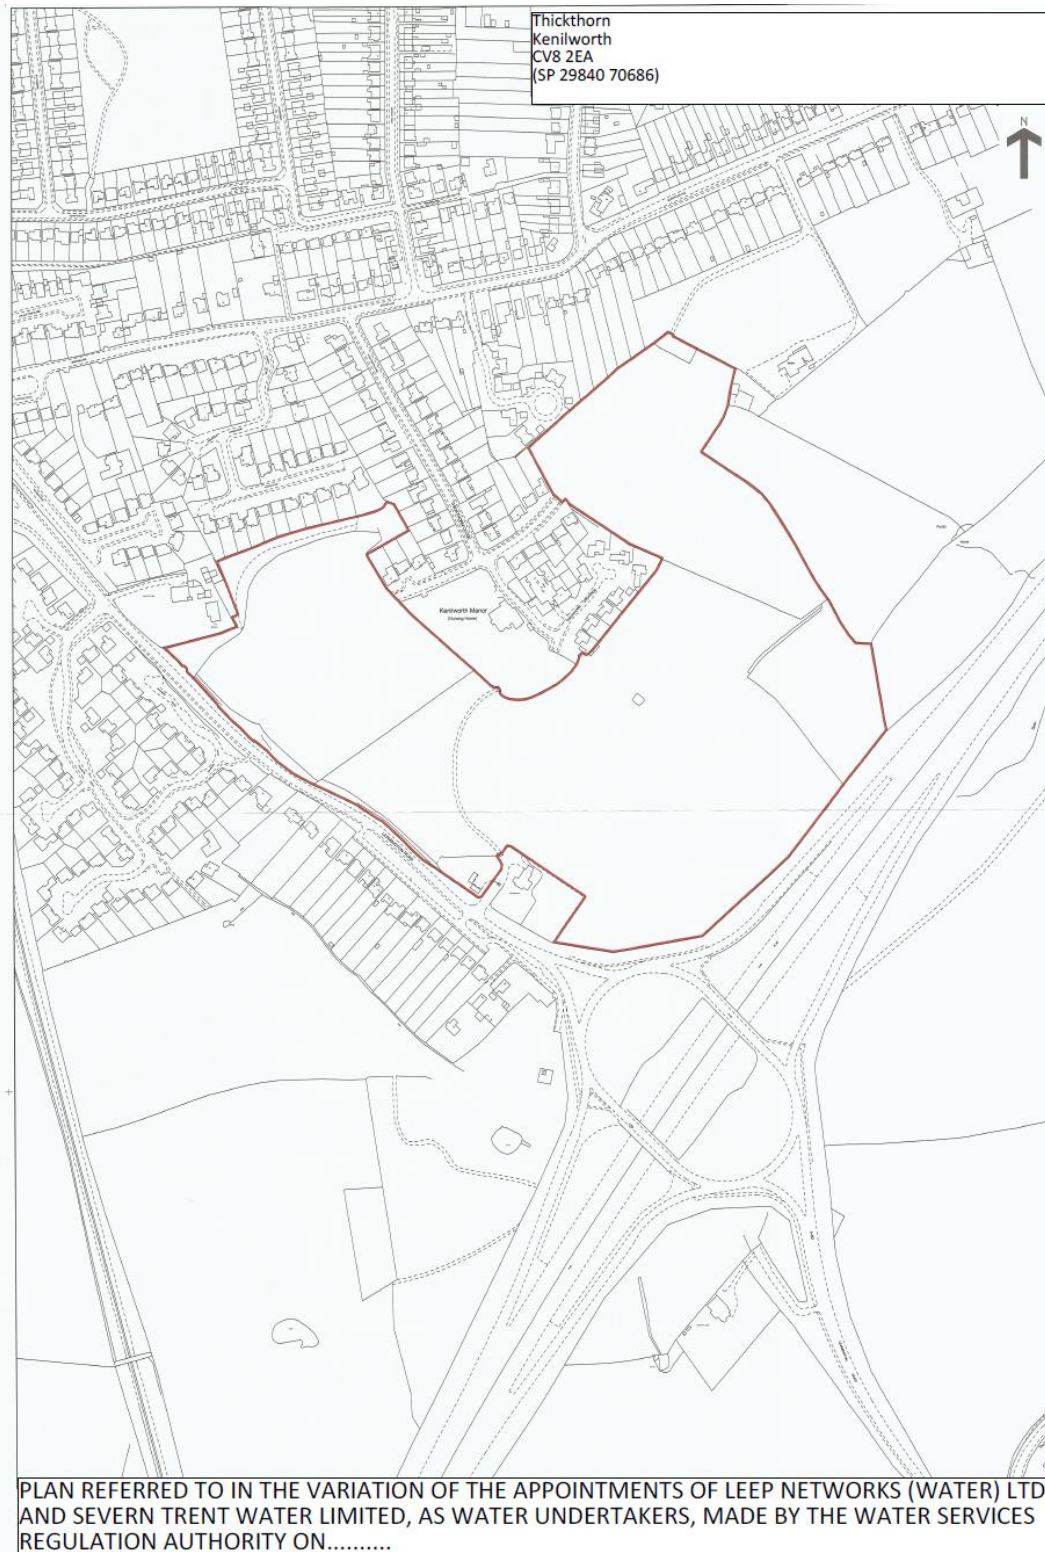 Thickthorn
Kenilworth
CV8 2EA
(SP 29840 70686)
N
Kenilworth Manor
(Nursing Home)
PLAN REFERRED TO IN THE VARIATION OF THE APPOINTMENTS OF LEEP NETWORKS (WATER) LTD
AND SEVERN TRENT WATER LIMITED, AS WATER UNDERTAKERS, MADE BY THE WATER SERVICES
REGULATION AUTHORITY ON..........